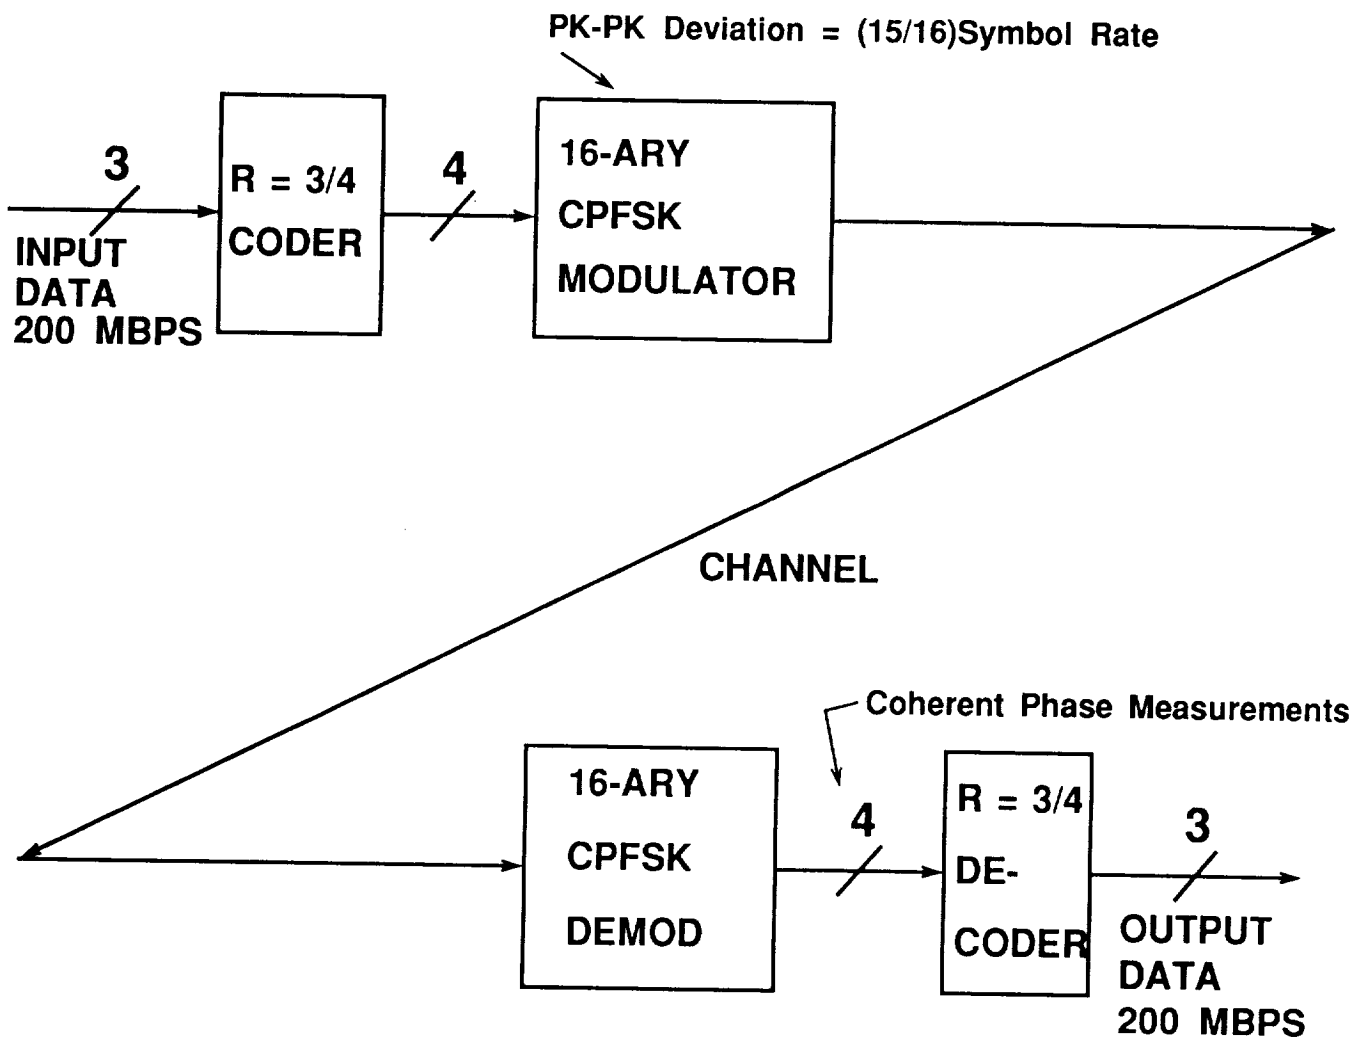 PK-PK Deviation = (15/16)Symbol Rate
3
INPUT
DATA
200 MBPS
R = 3/4
CODER
4
16-ARY
CPFSK
MODULATOR
CHANNEL
Coherent Phase Measurements
16-ARY
CPFSK
DEMOD
4
R = 3/4
DE-
CODER
3
OUTPUT
DATA
200 MBPS